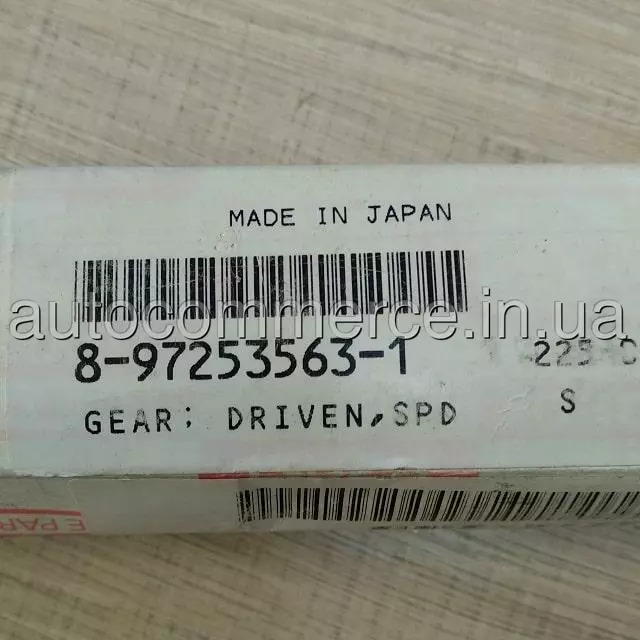 MADE IN JAPAN
autocommerce.in.ua
8-97253563-1
GEAR; DRIVEN,SPD
S